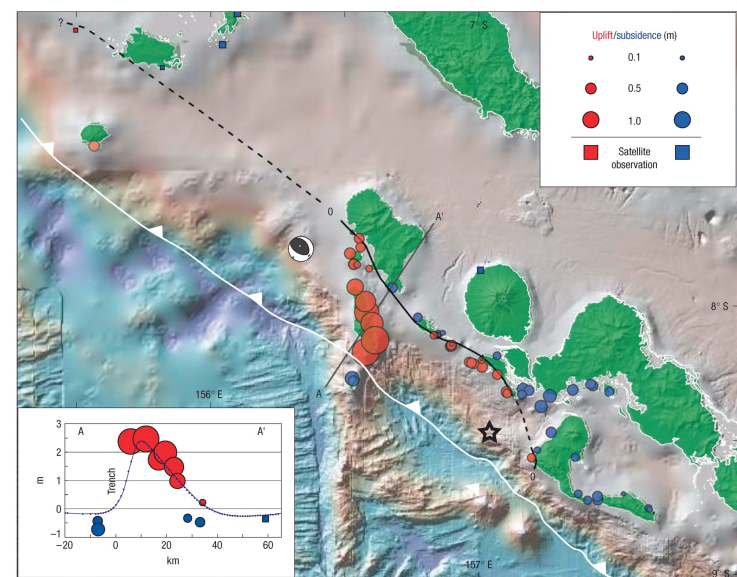 ?
7° S
Uplift/subsidence (m)
0.1
0.5
1.0
Satellite
observation
0
A'
8° S
156° E
A
0
157° E
9° S
A
A'
3
2
1
0
−1
m
Trench
−20
0
20
40
60
km